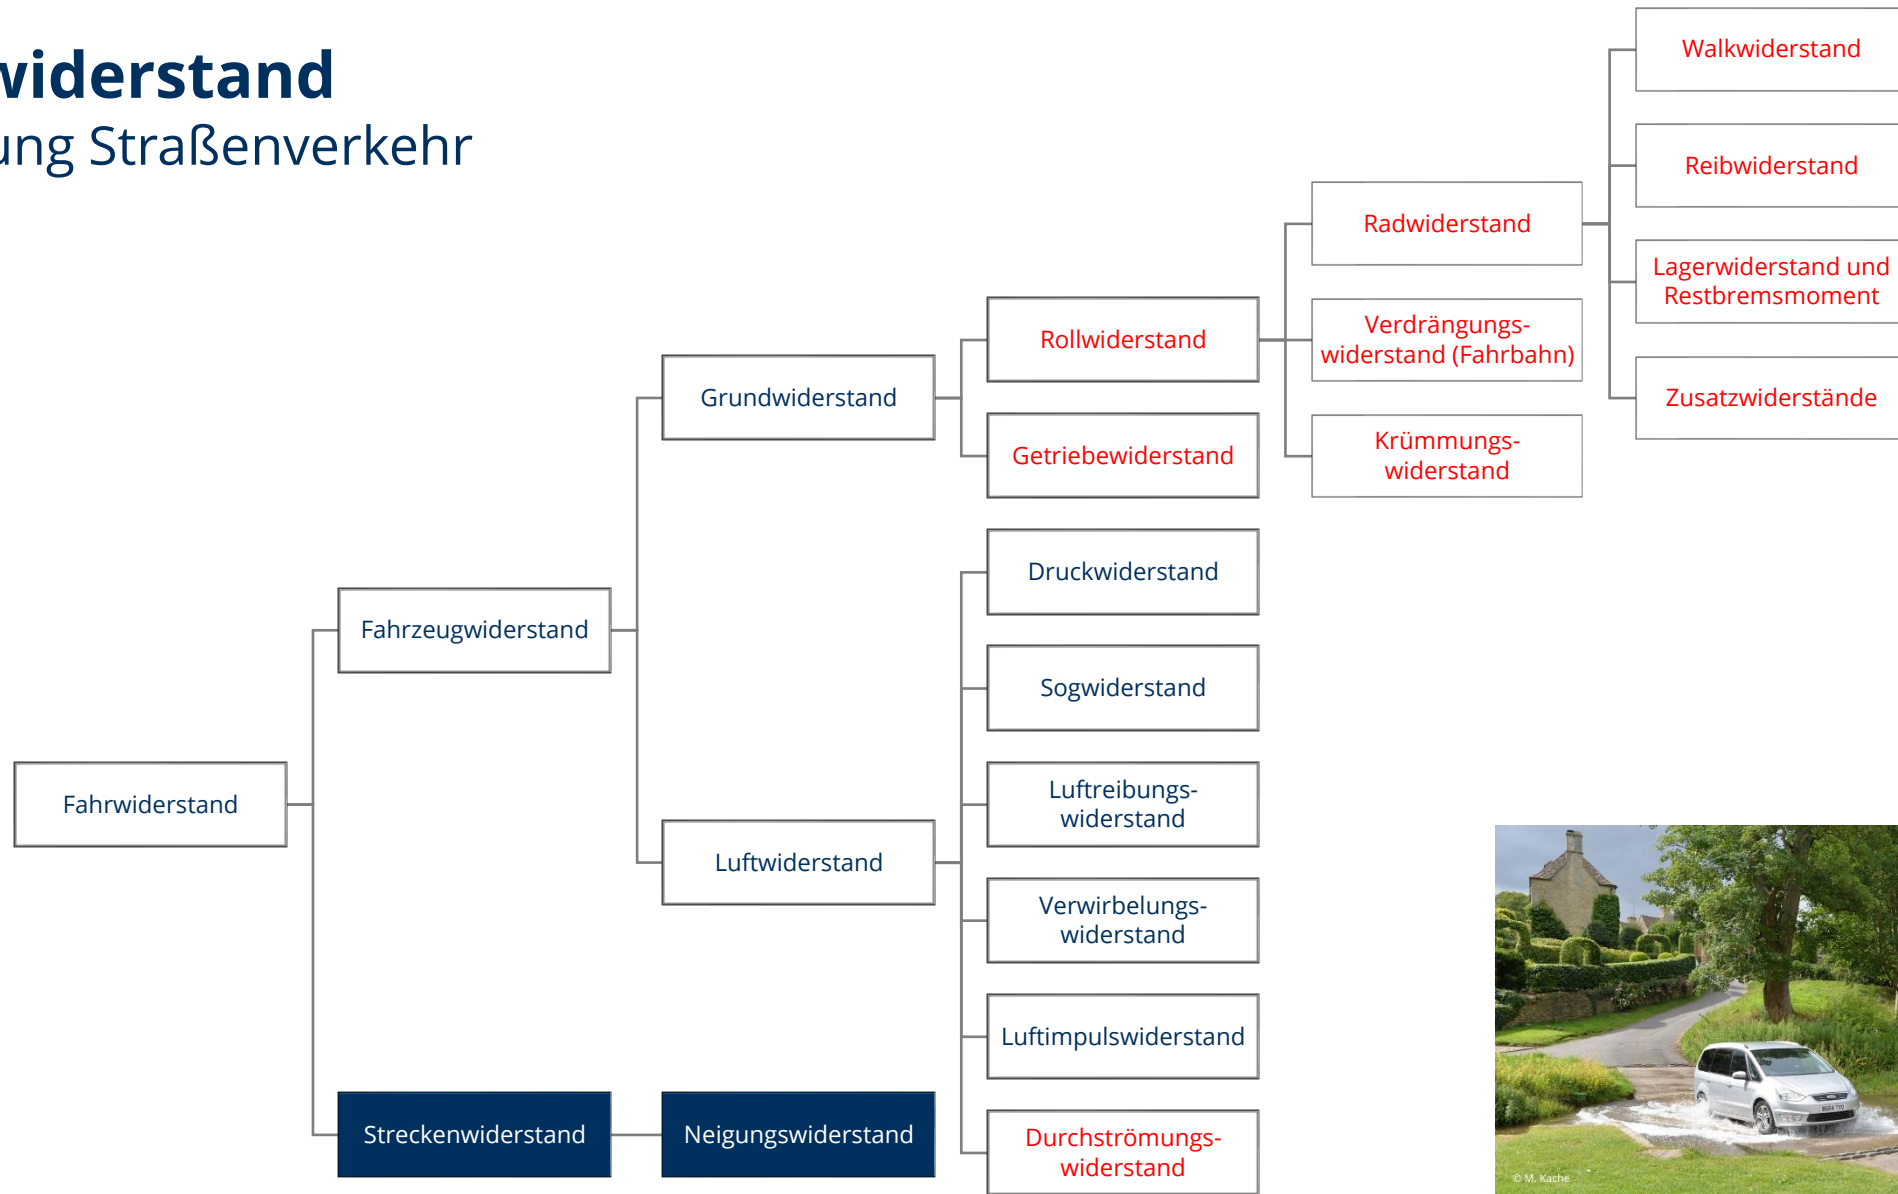 widerstand
ung Straßenverkehr
Walkwiderstand
Reibwiderstand
Radwiderstand
Lagerwiderstand und
Restbremsmoment
Rollwiderstand
Verdrängungs-
widerstand (Fahrbahn)
Zusatzwiderstände
Grundwiderstand
Getriebewiderstand
Krümmungs-
widerstand
Druckwiderstand
Fahrzeugwiderstand
Sogwiderstand
Fahrwiderstand
Luftreibungs-
widerstand
Luftwiderstand
Verwirbelungs-
widerstand
Luftimpulswiderstand
Streckenwiderstand
Neigungswiderstand
Durchströmungs-
widerstand
© M. Kache